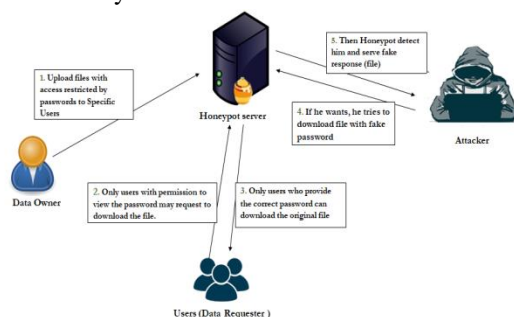 1. Upload files with
access restricted by
passwords to Specific
Users
Data Owner
Honeypot server
5. Then Honeypot detect
him and serve fake
response (file)
4. If he wants, he tries to
download file with fake
password
Attacker
2. Only users with permission to
view the password may request to
download the file.
3. Only users who provide
the correct password can
download the original file
Users (Data Requester )